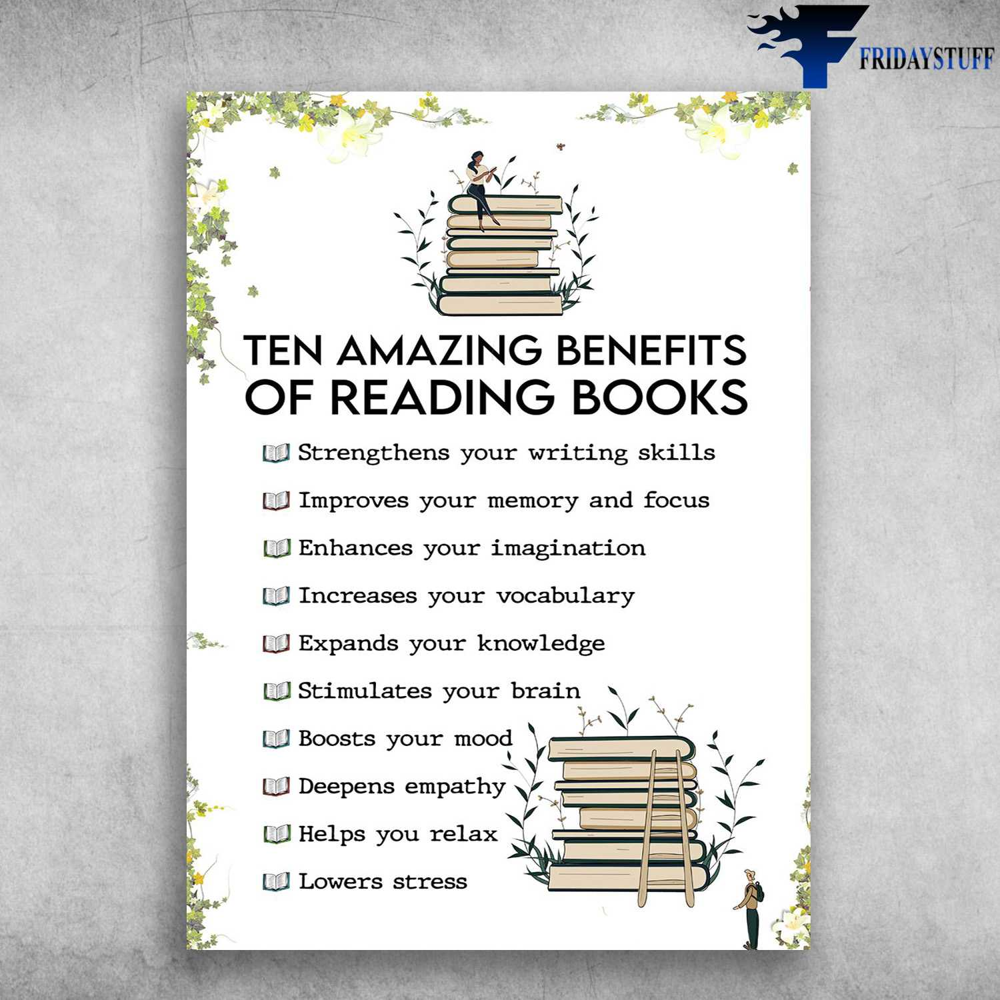 FRIDAYSTUFF
TEN AMAZING BENEFITS
OF READING BOOKS
Strengthens your writing skills
Improves your memory and focus
Enhances your imagination
Increases your vocabulary
Expands your knowledge
Stimulates your brain
Boosts your mood
Deepens empathy
Helps you relax
Lowers stress